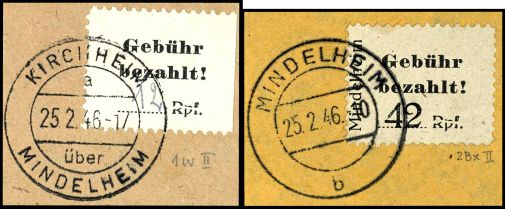 Gebühr
bezahlt!
12 Rpf.
KIRCHHEIM
a
25.2.46.-17
über
MINDELHEIM
1w II
Mindelheim
Gebühr
bezahlt!
42 Rpf.
MINDELHEIM
25.2.46.
b
2Bx II